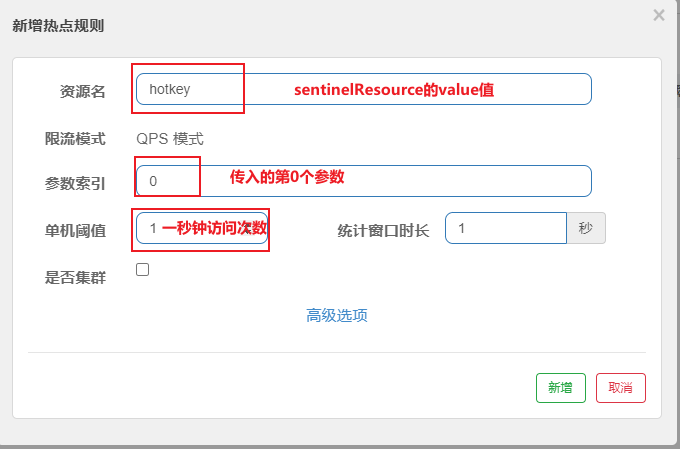 新增热点规则 ×
资源名 hotkey sentinelResource的value值
限流模式 QPS 模式
参数索引 0 传入的第0个参数
单机阈值 1 一秒钟访问次数 统计窗口时长 1 秒
是否集群
高级选项
新增 取消